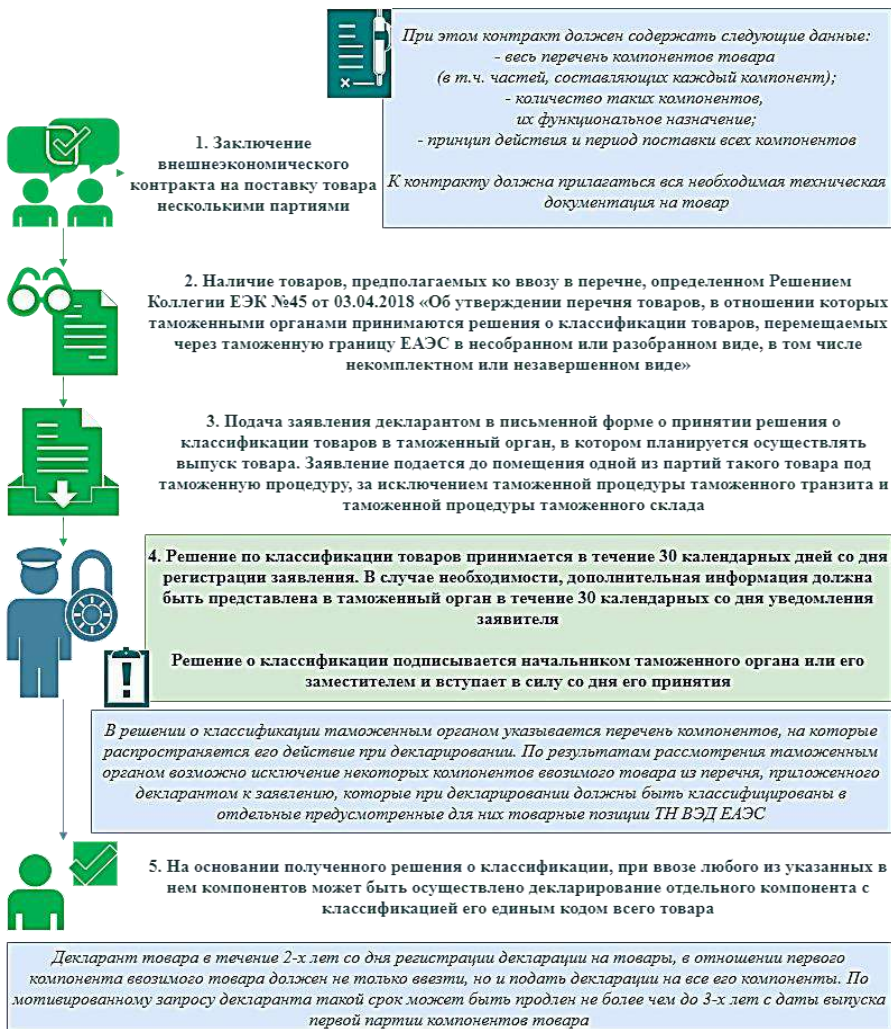 При этом контракт должен содержать следующие данные:
- весь перечень компонентов товара
(в т.ч. частей, составляющих каждый компонент);
- количество таких компонентов,
их функциональное назначение;
- принцип действия и период поставки всех компонентов
К контракту должна прилагаться вся необходимая техническая
документация на товар
1. Заключение
внешнеэкономического
контракта на поставку товара
несколькими партиями
2. Наличие товаров, предполагаемых ко ввозу в перечне, определенном Решением
Коллегии ЕЭК №45 от 03.04.2018 «Об утверждении перечня товаров, в отношении которых
таможенными органами принимаются решения о классификации товаров, перемещаемых
через таможенную границу ЕАЭС в несобранном или разобранном виде, в том числе
некомплектном или незавершенном виде»
3. Подача заявления декларантом в письменной форме о принятии решения о
классификации товаров в таможенный орган, в котором планируется осуществлять
выпуск товара. Заявление подается до помещения одной из партий такого товара под
таможенную процедуру, за исключением таможенной процедуры таможенного транзита и
таможенной процедуры таможенного склада
4. Решение по классификации товаров принимается в течение 30 календарных дней со дня
регистрации заявления. В случае необходимости, дополнительная информация должна
быть представлена в таможенный орган в течение 30 календарных со дня уведомления
заявителя
Решение о классификации подписывается начальником таможенного органа или его
заместителем и вступает в силу со дня его принятия
В решении о классификации таможенным органом указывается перечень компонентов, на которые
распространяется его действие при декларировании. По результатам рассмотрения таможенным
органом возможно исключение некоторых компонентов ввозимого товара из перечня, приложенного
декларантом к заявлению, которые при декларировании должны быть классифицированы в
отдельные предусмотренные для них товарные позиции ТН ВЭД ЕАЭС
5. На основании полученного решения о классификации, при ввозе любого из указанных в
нем компонентов может быть осуществлено декларирование отдельного компонента с
классификацией его единым кодом всего товара
Декларант товара в течение 2-х лет со дня регистрации декларации на товары, в отношении первого
компонента ввозимого товара должен не только ввезти, но и подать декларации на все его компоненты. По
мотивированному запросу декларанта такой срок может быть продлен не более чем до 3-х лет с даты выпуска
первой партии компонентов товара